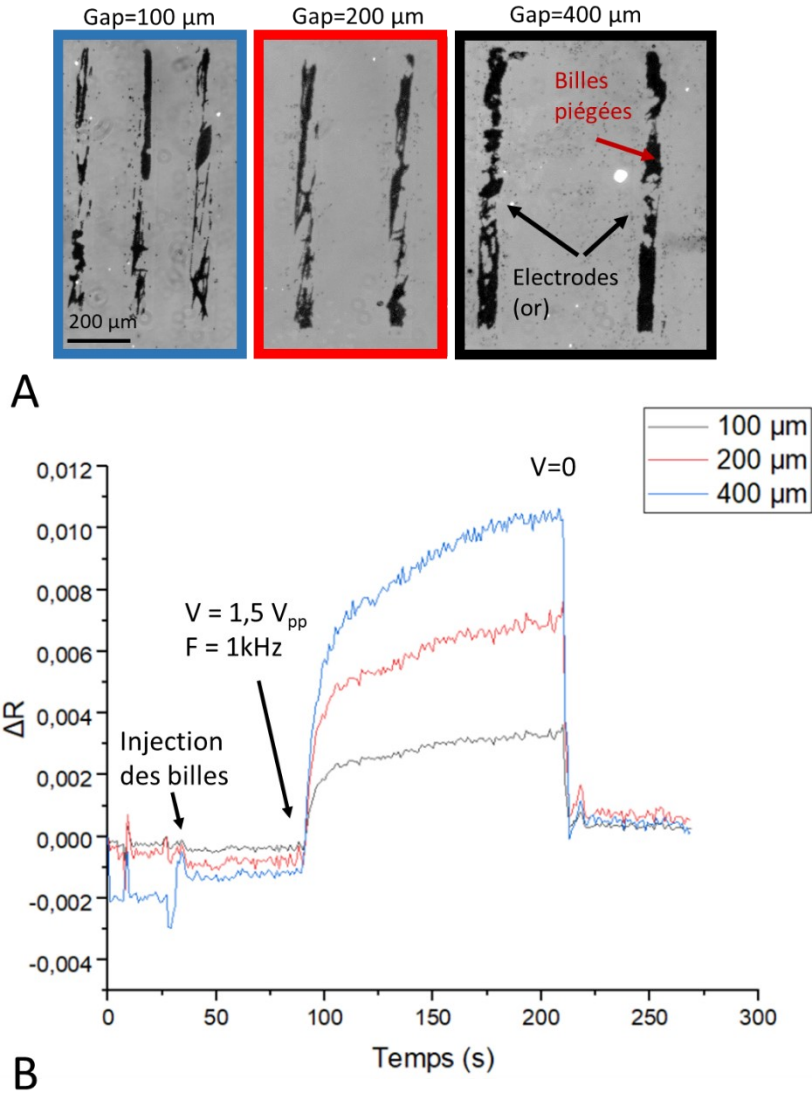 Gap=100 µm
Gap=200 µm
Gap=400 µm
Billes
piégées
Electrodes
(or)
200 µm
A
100 µm
200 µm
400 µm
0,012
0,010
0,008
0,006
0,004
0,002
0,000
-0,002
-0,004
ΔR
V=0
V = 1,5 Vpp
F = 1kHz
Injection
des billes
0
50
100
150
200
250
300
Temps (s)
B